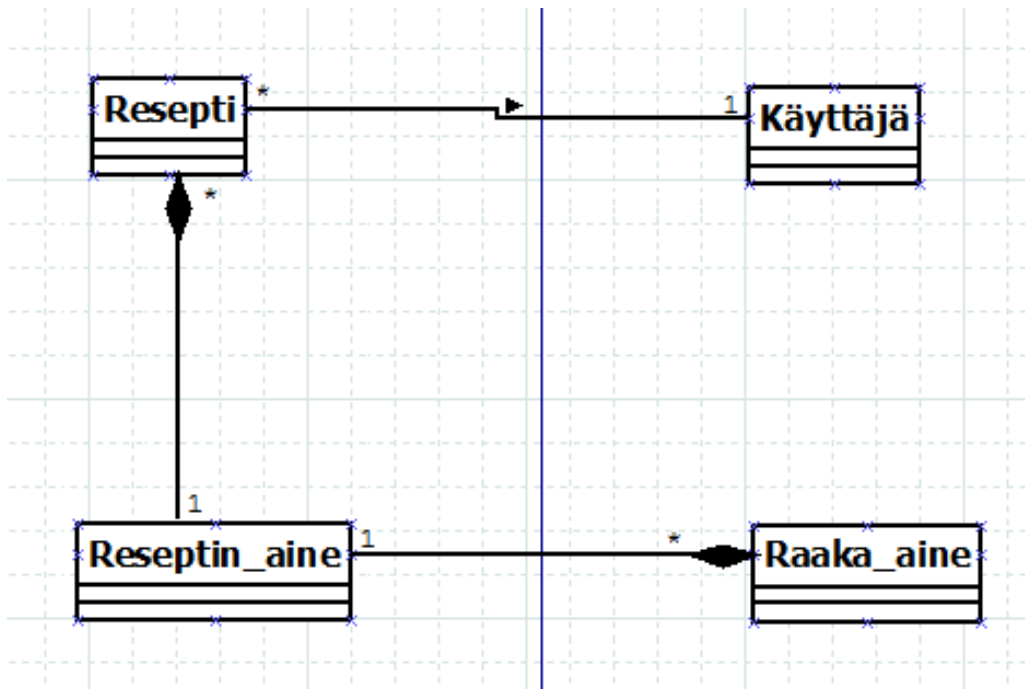 Resepti
*
1
Käyttäjä
*
1
Reseptin_aine
1
*
Raaka_aine